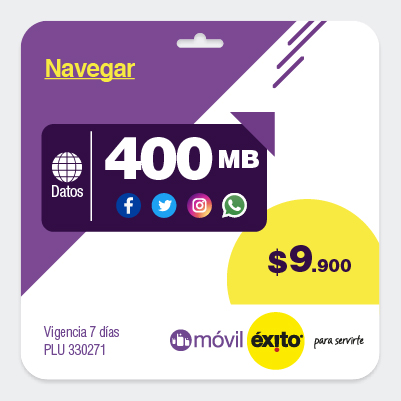 Navegar
400 MB
Datos
$9.900
Vigencia 7 días
PLU 330271
móvil éxito para servirte